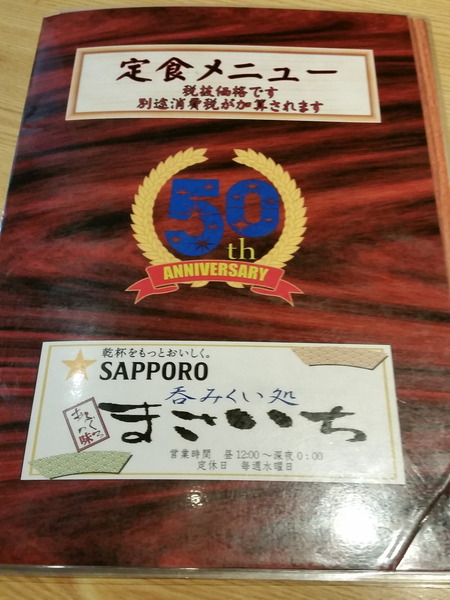 定食メニュー
税抜価格です
別途消費税が加算されます
50th
ANNIVERSARY
乾杯をもっとおいしく。
SAPPORO
呑みくい処
まさいち
営業時間 昼12:00～深夜0:00
定休日 毎週水曜日